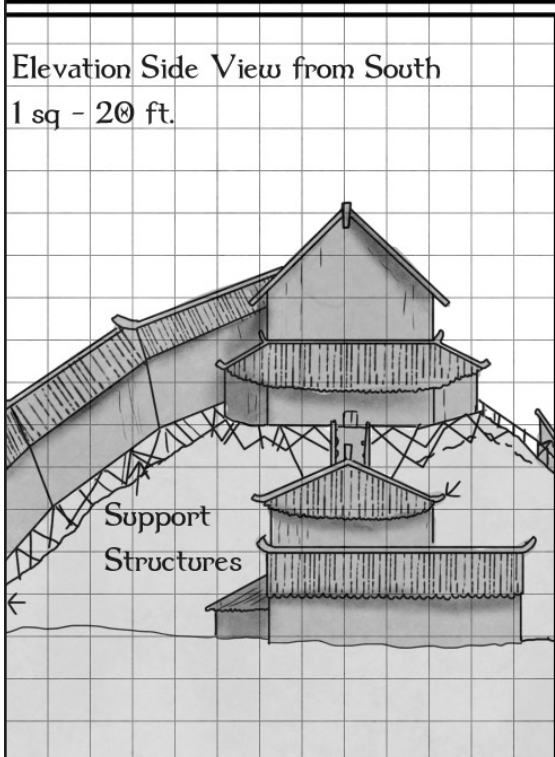 Elevation Side View from South
1 sq - 20 ft.
Support
Structures